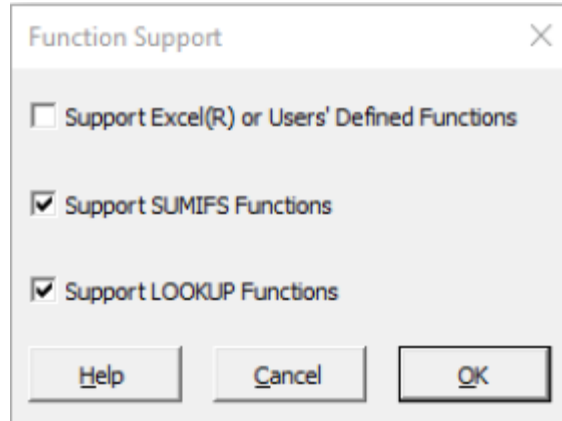 Function Support
Support Excel(R) or Users' Defined Functions
Support SUMIFS Functions
Support LOOKUP Functions
Help Cancel OK